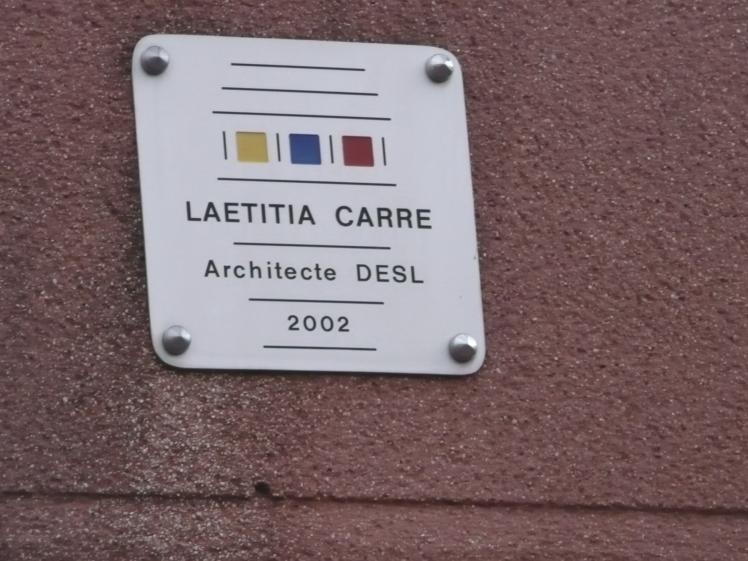 LAETITIA CARRE
Architecte DESL
2002